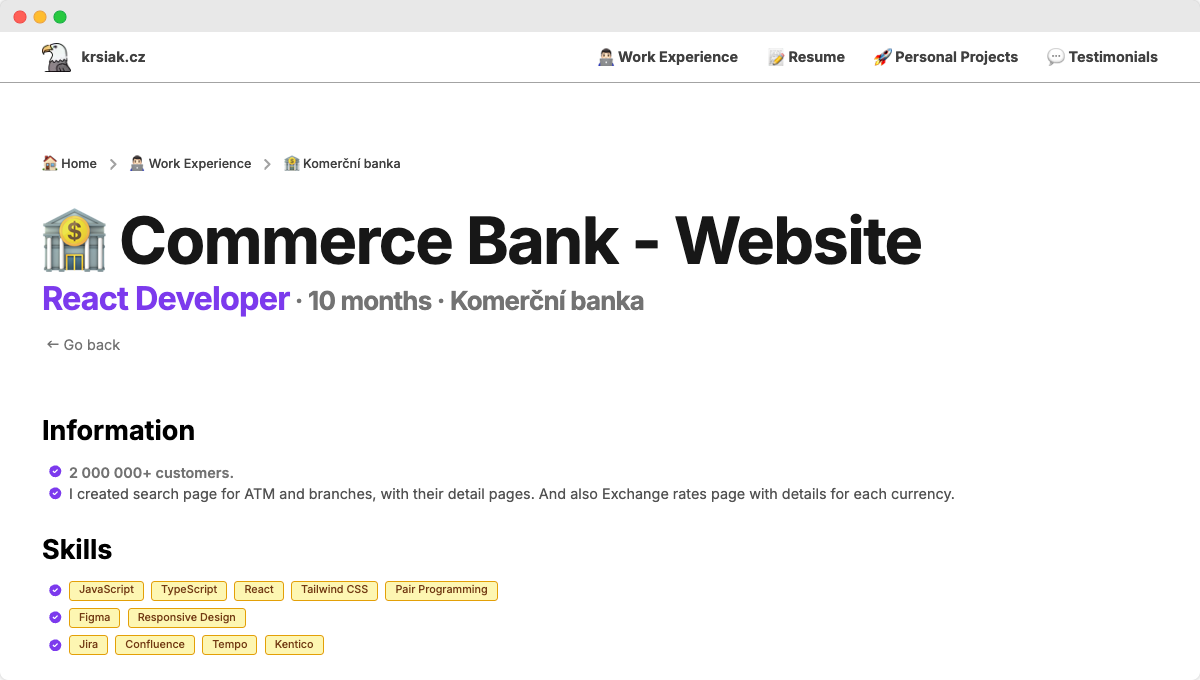 krsiak.cz Work Experience Resume Personal Projects Testimonials
Home Work Experience Komerční banka
Commerce Bank - Website
React Developer · 10 months · Komerční banka
← Go back
Information
2 000 000+ customers.
I created search page for ATM and branches, with their detail pages. And also Exchange rates page with details for each currency.
Skills
JavaScript TypeScript React Tailwind CSS Pair Programming
Figma Responsive Design
Jira Confluence Tempo Kentico